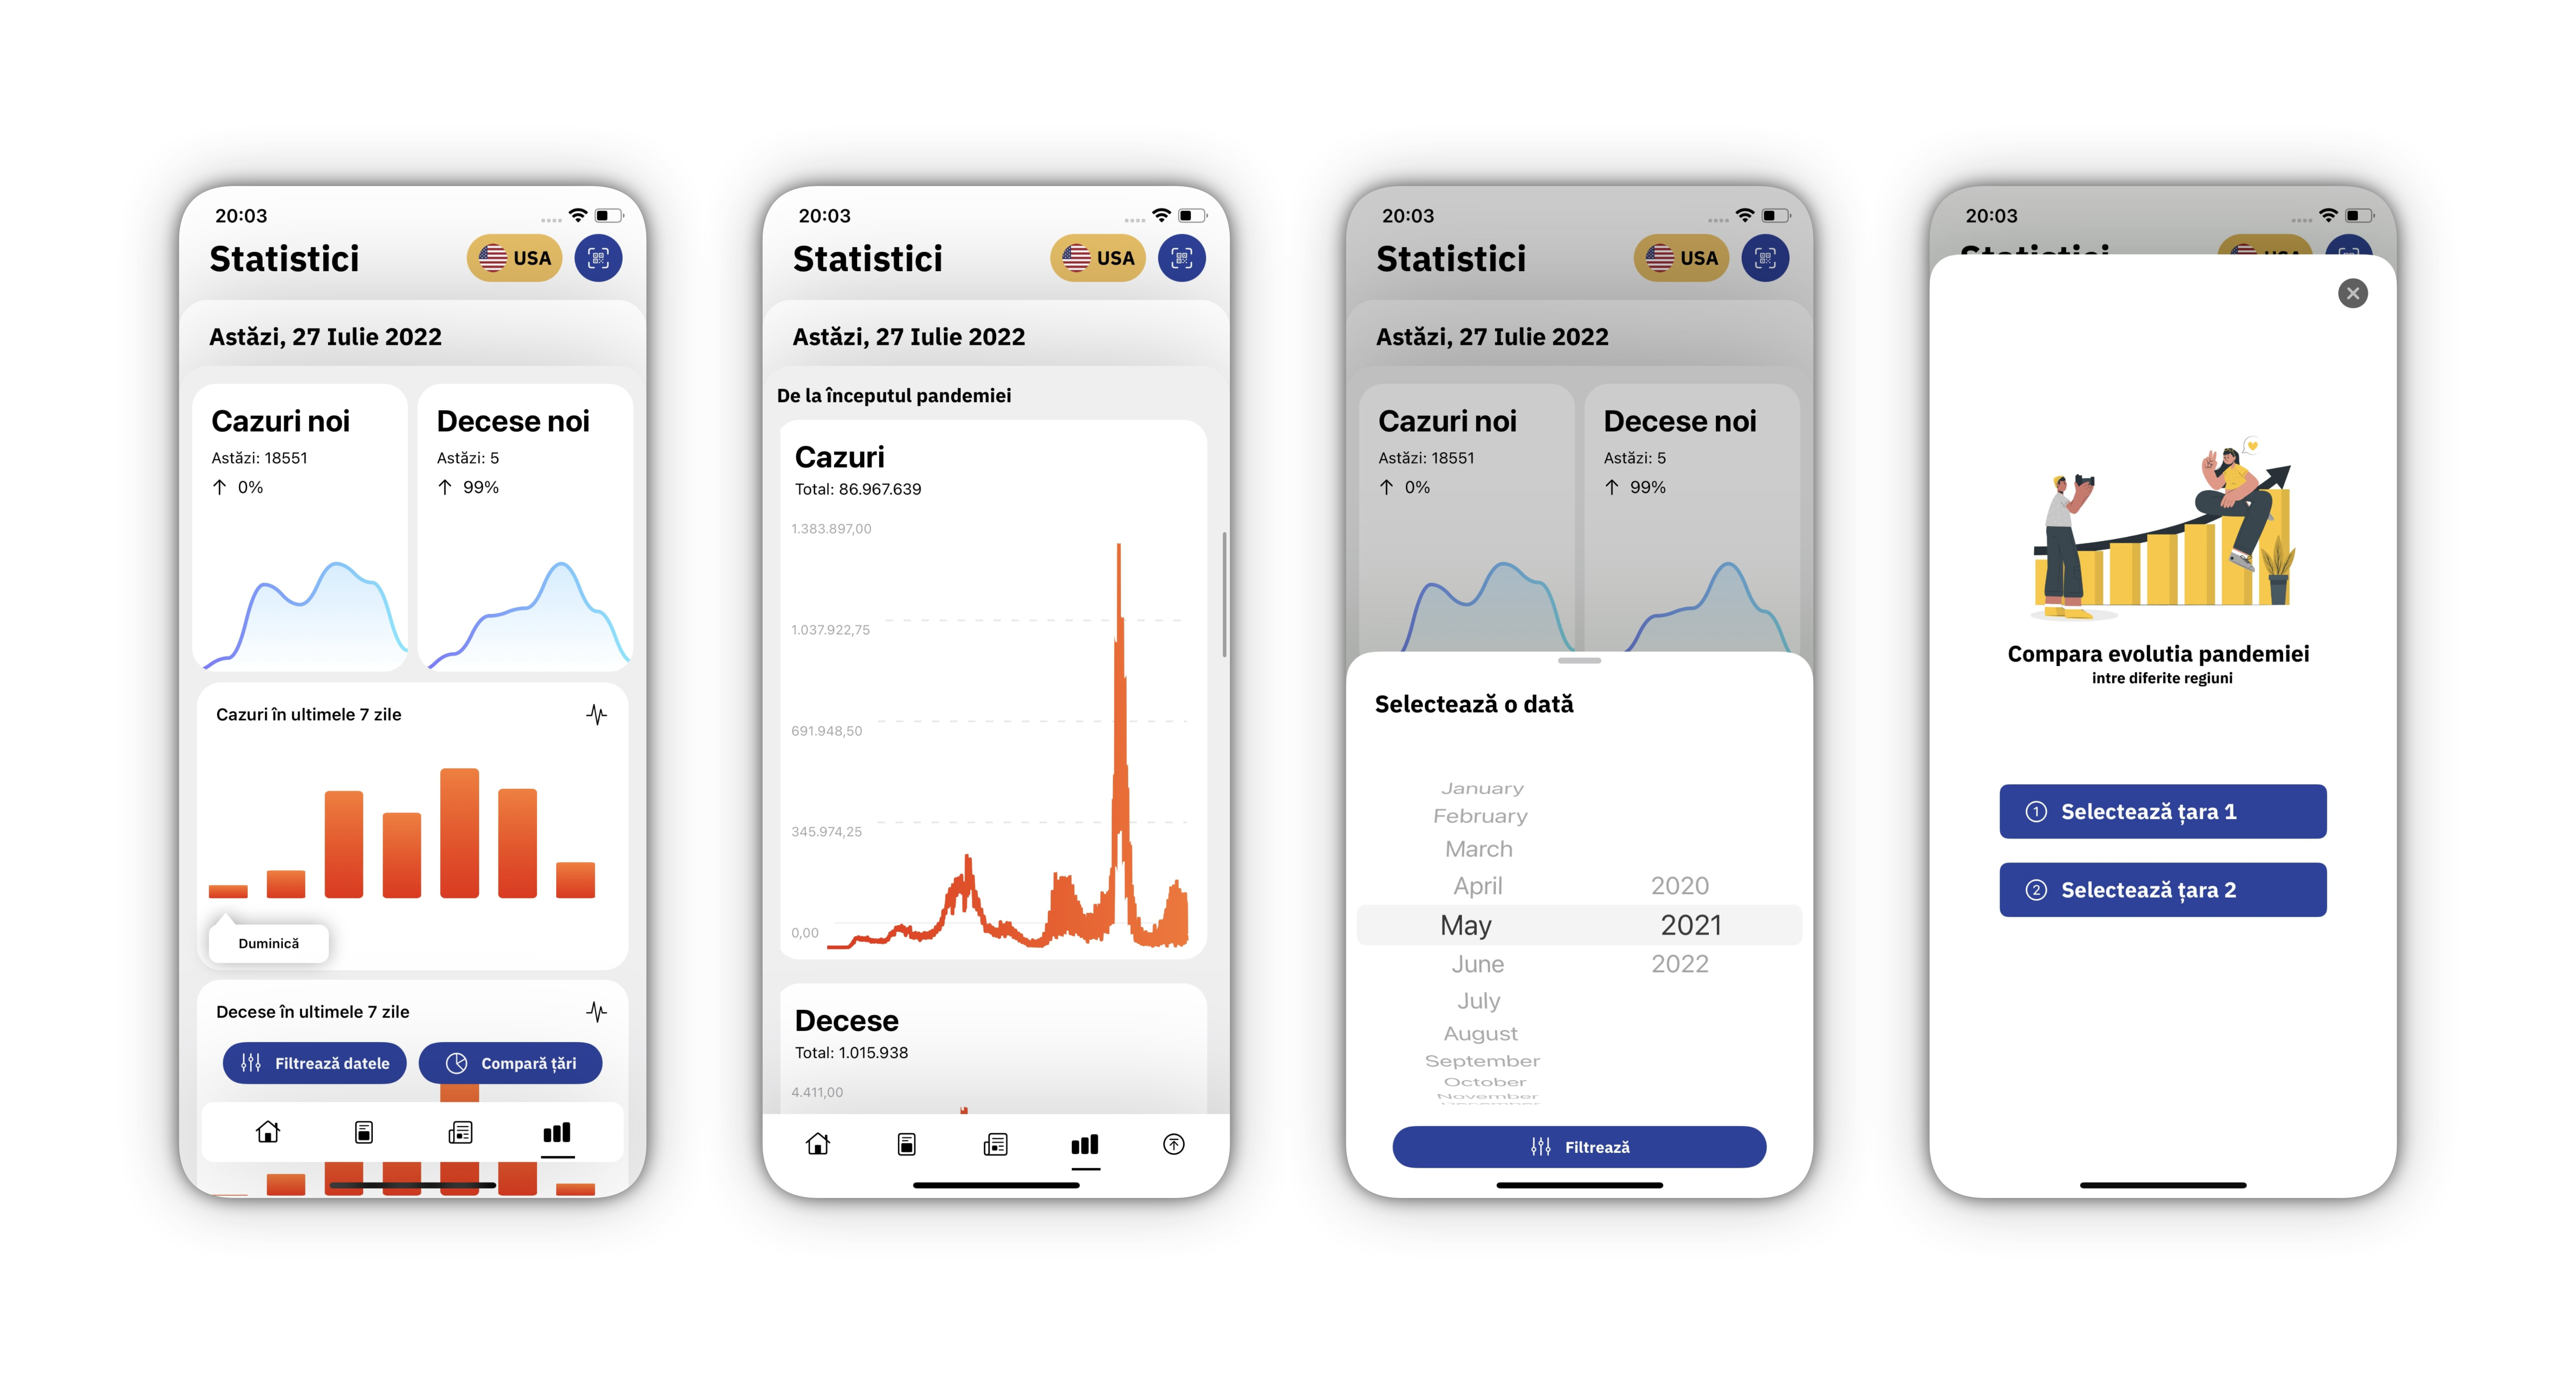 20:03
Statistici
USA
Astăzi, 27 Iulie 2022
Cazuri noi
Astăzi: 18551
↑ 0%
Decese noi
Astăzi: 5
↑ 99%
Cazuri în ultimele 7 zile
Duminică
Decese în ultimele 7 zile
Filtrează datele
Compară țări
20:03
Statistici
USA
Astăzi, 27 Iulie 2022
De la începutul pandemiei
Cazuri
Total: 86.967.639
1.383.897,00
1.037.922,75
691.948,50
345.974,25
0,00
Decese
Total: 1.015.938
4.411,00
20:03
Statistici
USA
Astăzi, 27 Iulie 2022
Cazuri noi
Astăzi: 18551
↑ 0%
Decese noi
Astăzi: 5
↑ 99%
Selectează o dată
January
February
March
April 2020
May 2021
June 2022
July
August
September
October
November
December
Filtrează
20:03
Statistici
USA
Compara evolutia pandemiei
intre diferite regiuni
1 Selectează țara 1
2 Selectează țara 2